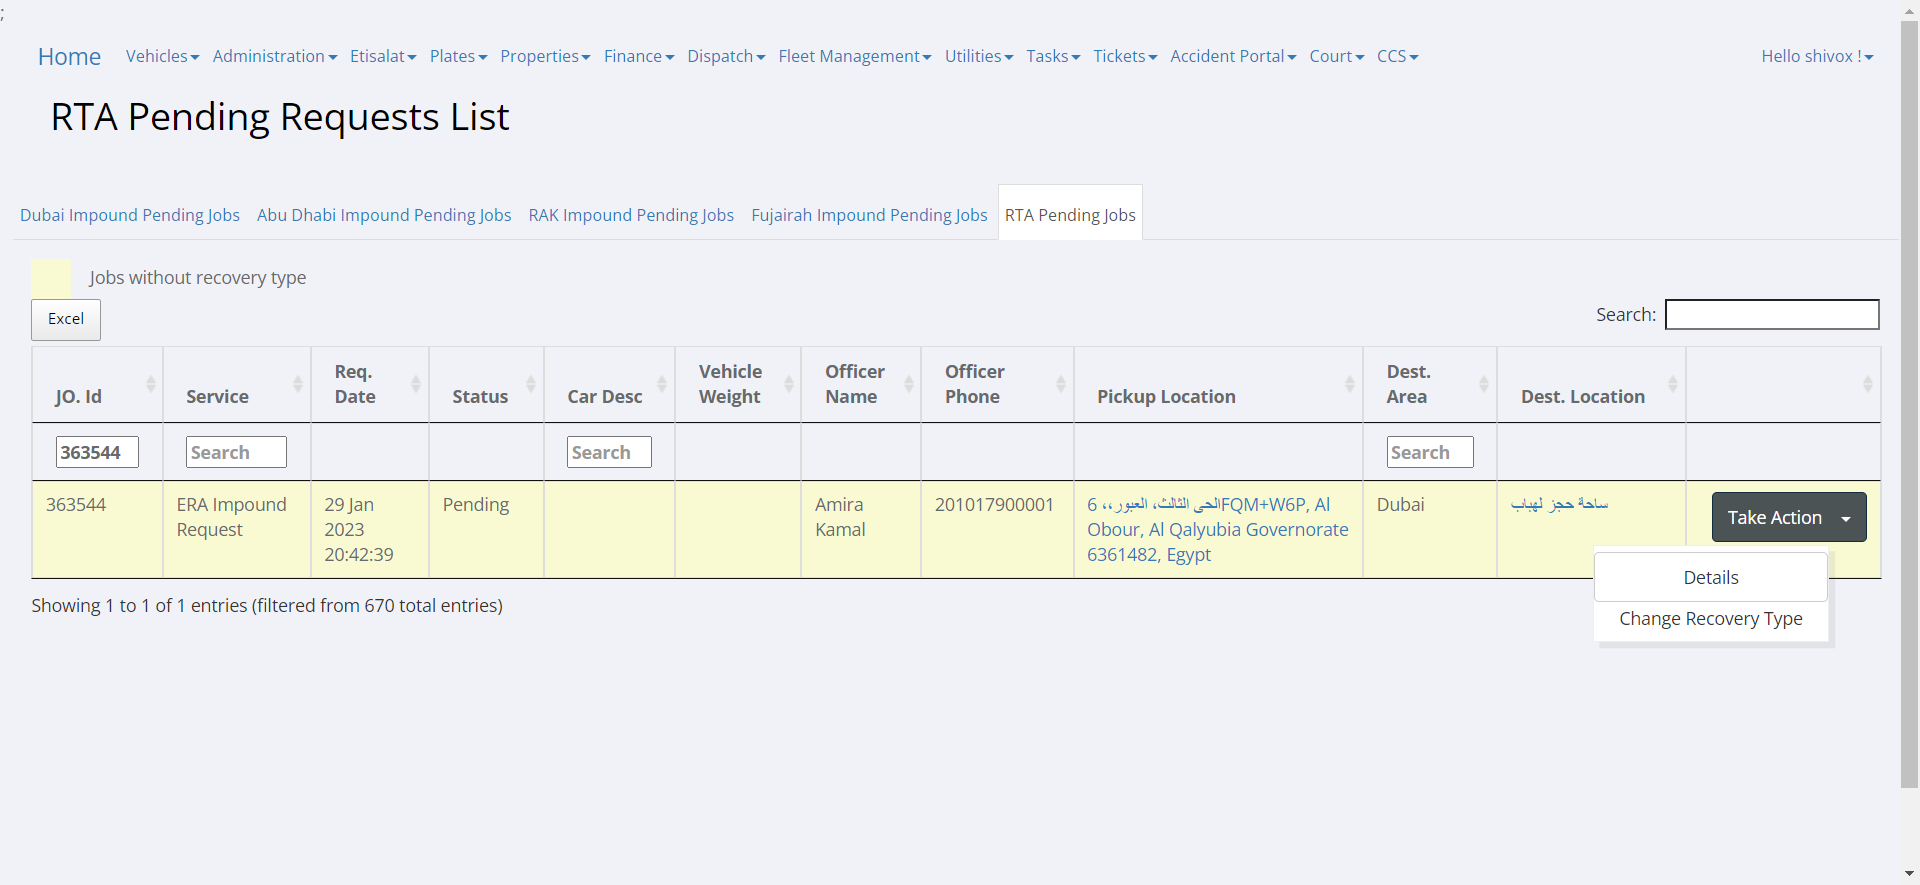 ;
Home Vehicles Administration Etisalat Plates Properties Finance Dispatch Fleet Management Utilities Tasks Tickets Accident Portal Court CCS Hello shivox !
RTA Pending Requests List
Dubai Impound Pending Jobs Abu Dhabi Impound Pending Jobs RAK Impound Pending Jobs Fujairah Impound Pending Jobs RTA Pending Jobs
Jobs without recovery type
Excel
Search:
JO. Id Service Req. Date Status Car Desc Vehicle Weight Officer Name Officer Phone Pickup Location Dest. Area Dest. Location
363544 Search Search Search
363544 ERA Impound Request 29 Jan 2023 20:42:39 Pending Amira Kamal 201017900001
6 الحى الثالث، العبور،، FQM+W6P, Al
Obour, Al Qalyubia Governorate
6361482, Egypt
Dubai
ساحة حجز لهباب
Take Action
Details
Change Recovery Type
Showing 1 to 1 of 1 entries (filtered from 670 total entries)